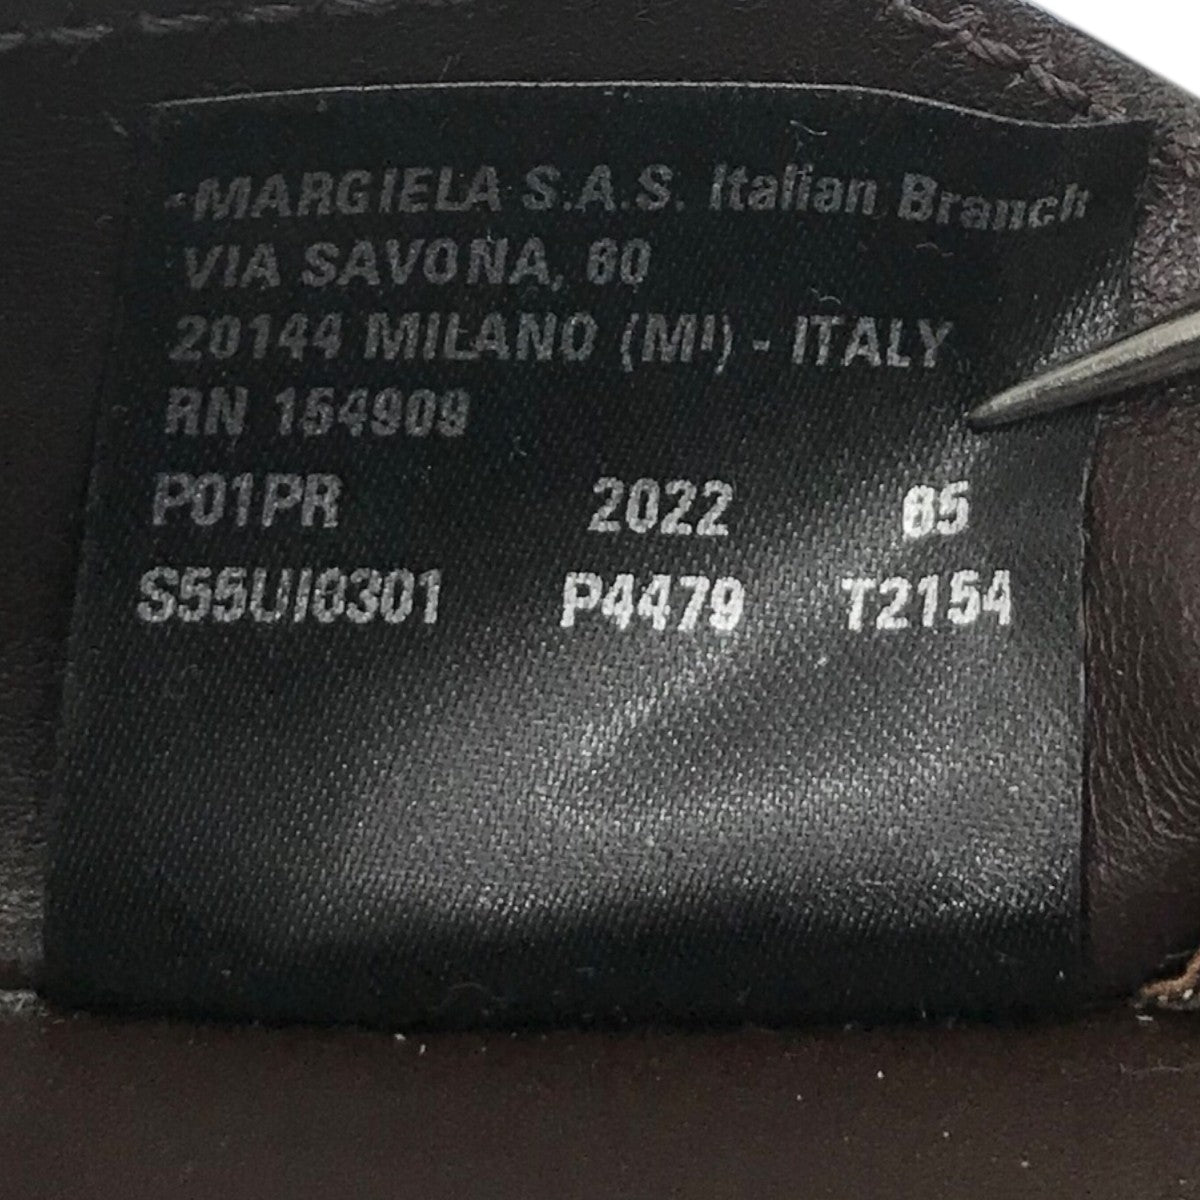 MARGIELA S.A.S. Italian Branch
VIA SAVONA, 60
20144 MILANO (MI) - ITALY
RN 154909
P01PR 2022 65
S55UI0301 P4479 T2154